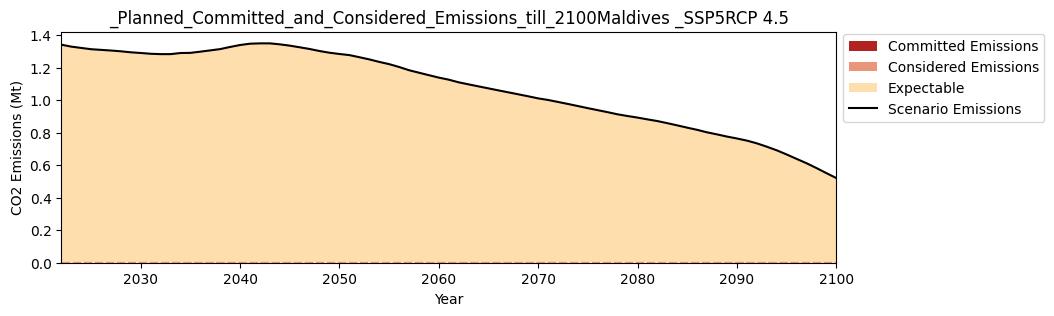 _Planned_Committed_and_Considered_Emissions_till_2100Maldives _SSP5RCP 4.5
1.4
1.2
1.0
0.8
0.6
0.4
0.2
0.0
CO2 Emissions (Mt)
2030 2040 2050 2060 2070 2080 2090 2100
Year
Committed Emissions
Considered Emissions
Expectable
Scenario Emissions